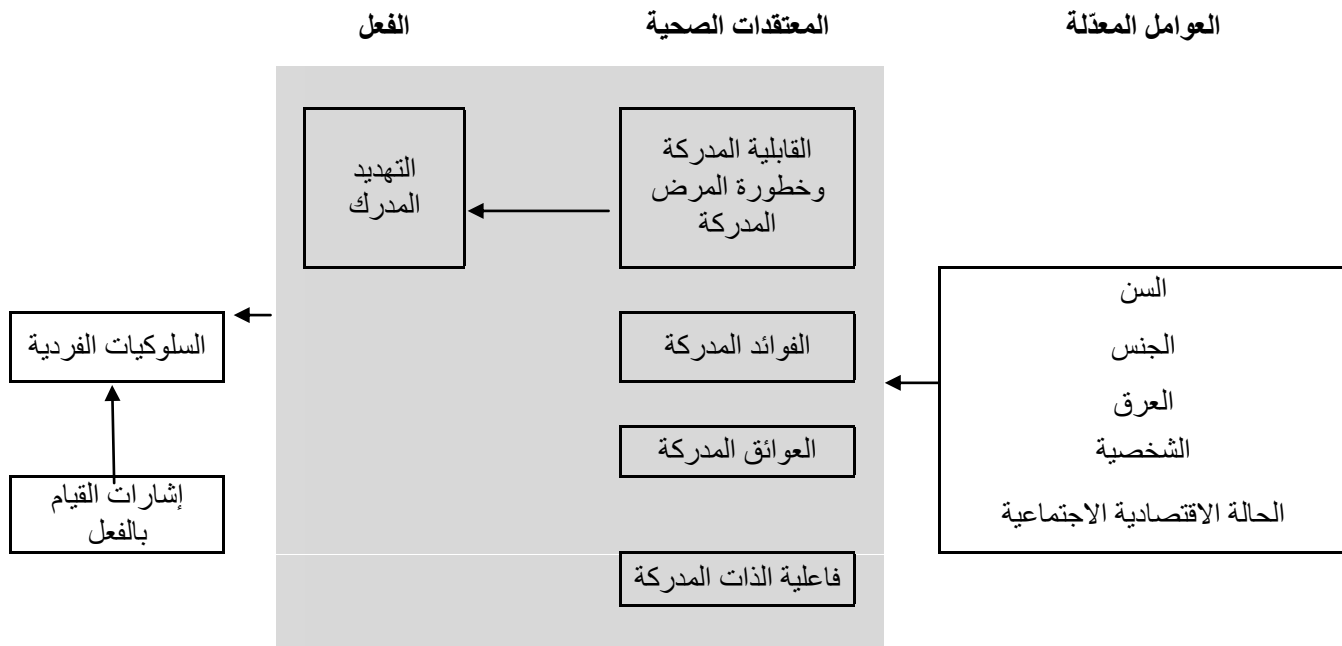 العوامل المعدّلة
المعتقدات الصحية
الفعل
القابلية المدركة
وخطورة المرض
المدركة
التهديد
المدرك
السن
الجنس
العرق
الشخصية
الحالة الاقتصادية الاجتماعية
الفوائد المدركة
العوائق المدركة
فاعلية الذات المدركة
السلوكيات الفردية
إشارات القيام
بالفعل